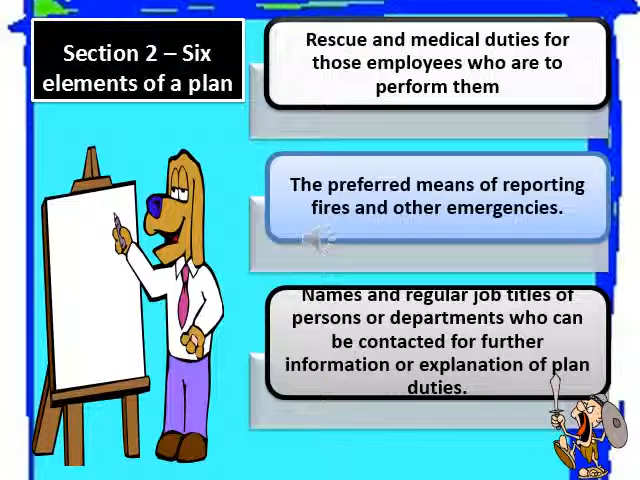 Section 2 – Six
elements of a plan
Rescue and medical duties for
those employees who are to
perform them
The preferred means of reporting
fires and other emergencies.
Names and regular job titles of
persons or departments who can
be contacted for further
information or explanation of plan
duties.